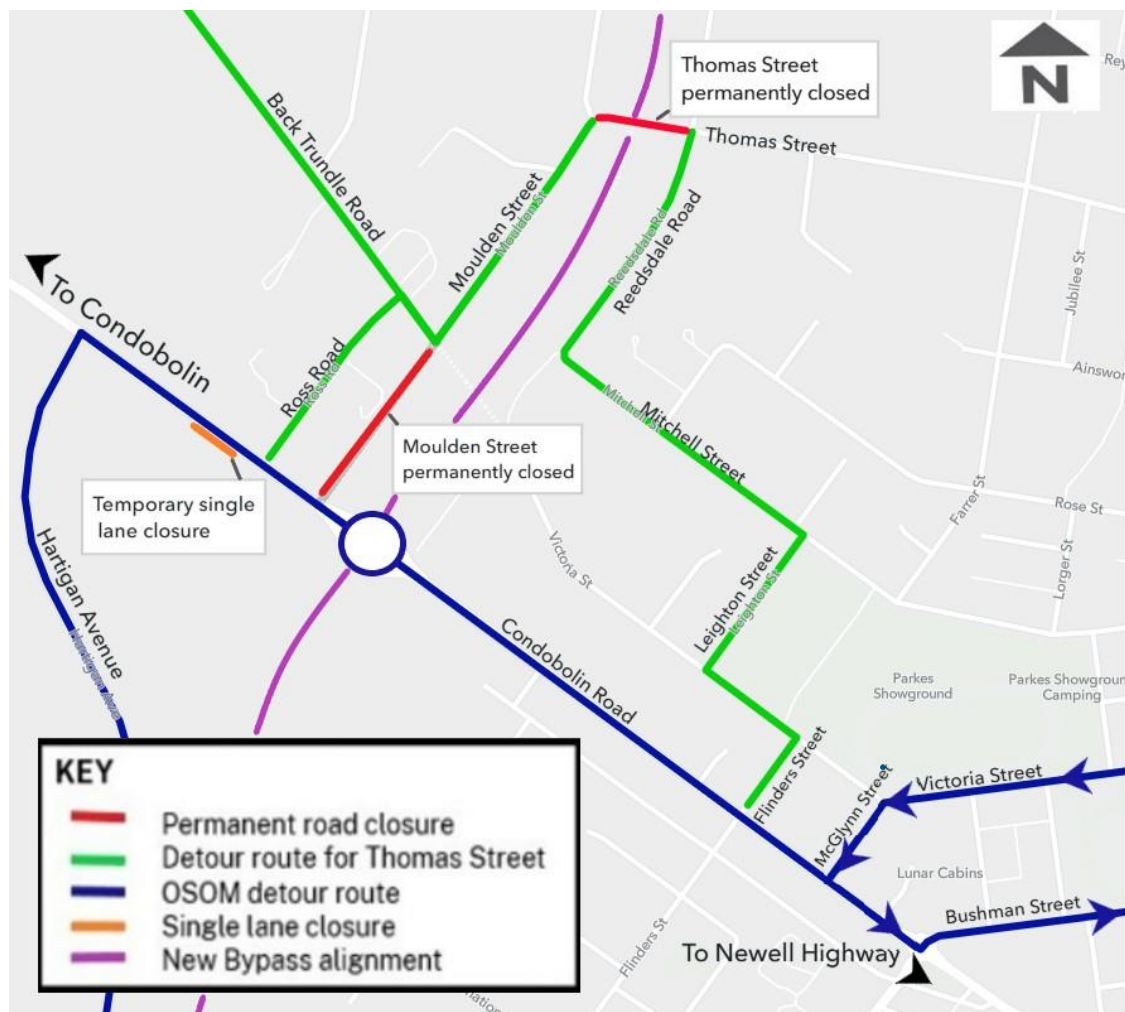 Thomas Street
permanently closed
N
Rey
Thomas Street
Back Trundle Road
Moulden Street
Moulden St
Reedsdale Rd
Reedsdale Road
Jubilee St
To Condobolin
Ross Road
Ross Rd
Ainswor
Mitchell St
Mitchell Street
Moulden Street
permanently closed
Temporary single
lane closure
Farrer St
Rose St
Lorger St
Victoria St
Hartigan Avenue
Hartigan Ave
Leighton Street
Leighton St
Condobolin Road
Parkes
Showground
Parkes Showgroun
Camping
Flinders Street
McGlynn Street
Victoria Street
Lunar Cabins
Bushman Street
Flinders St
To Newell Highway
KEY
Permanent road closure
Detour route for Thomas Street
OSOM detour route
Single lane closure
New Bypass alignment